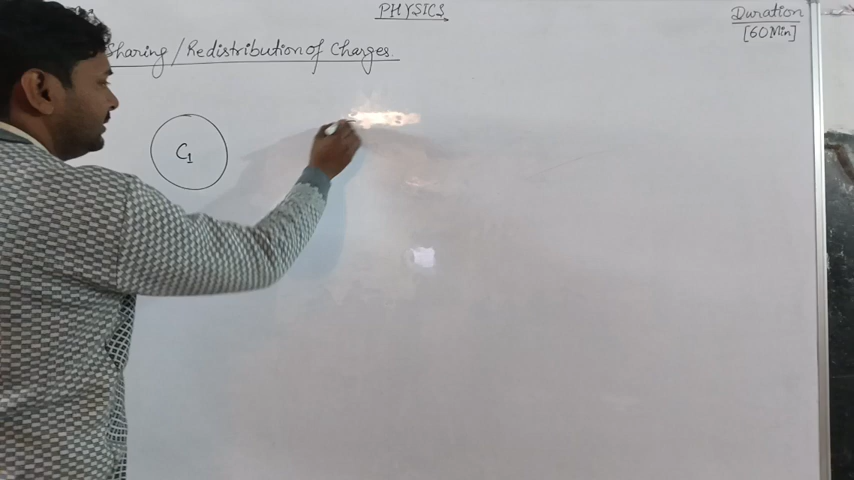 PHYSICS
Duration
[60 Min]
Sharing / Redistribution of Charges.
C1